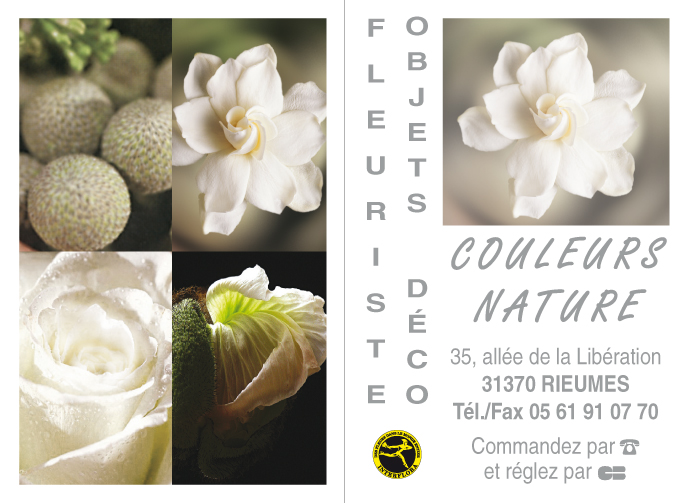 FLEURISTE
OBJETS DÉCO
COULEURS
NATURE
35, allée de la Libération
31370 RIEUMES
Tél./Fax 05 61 91 07 70
Commandez par
et réglez par CB
INTERFLORA